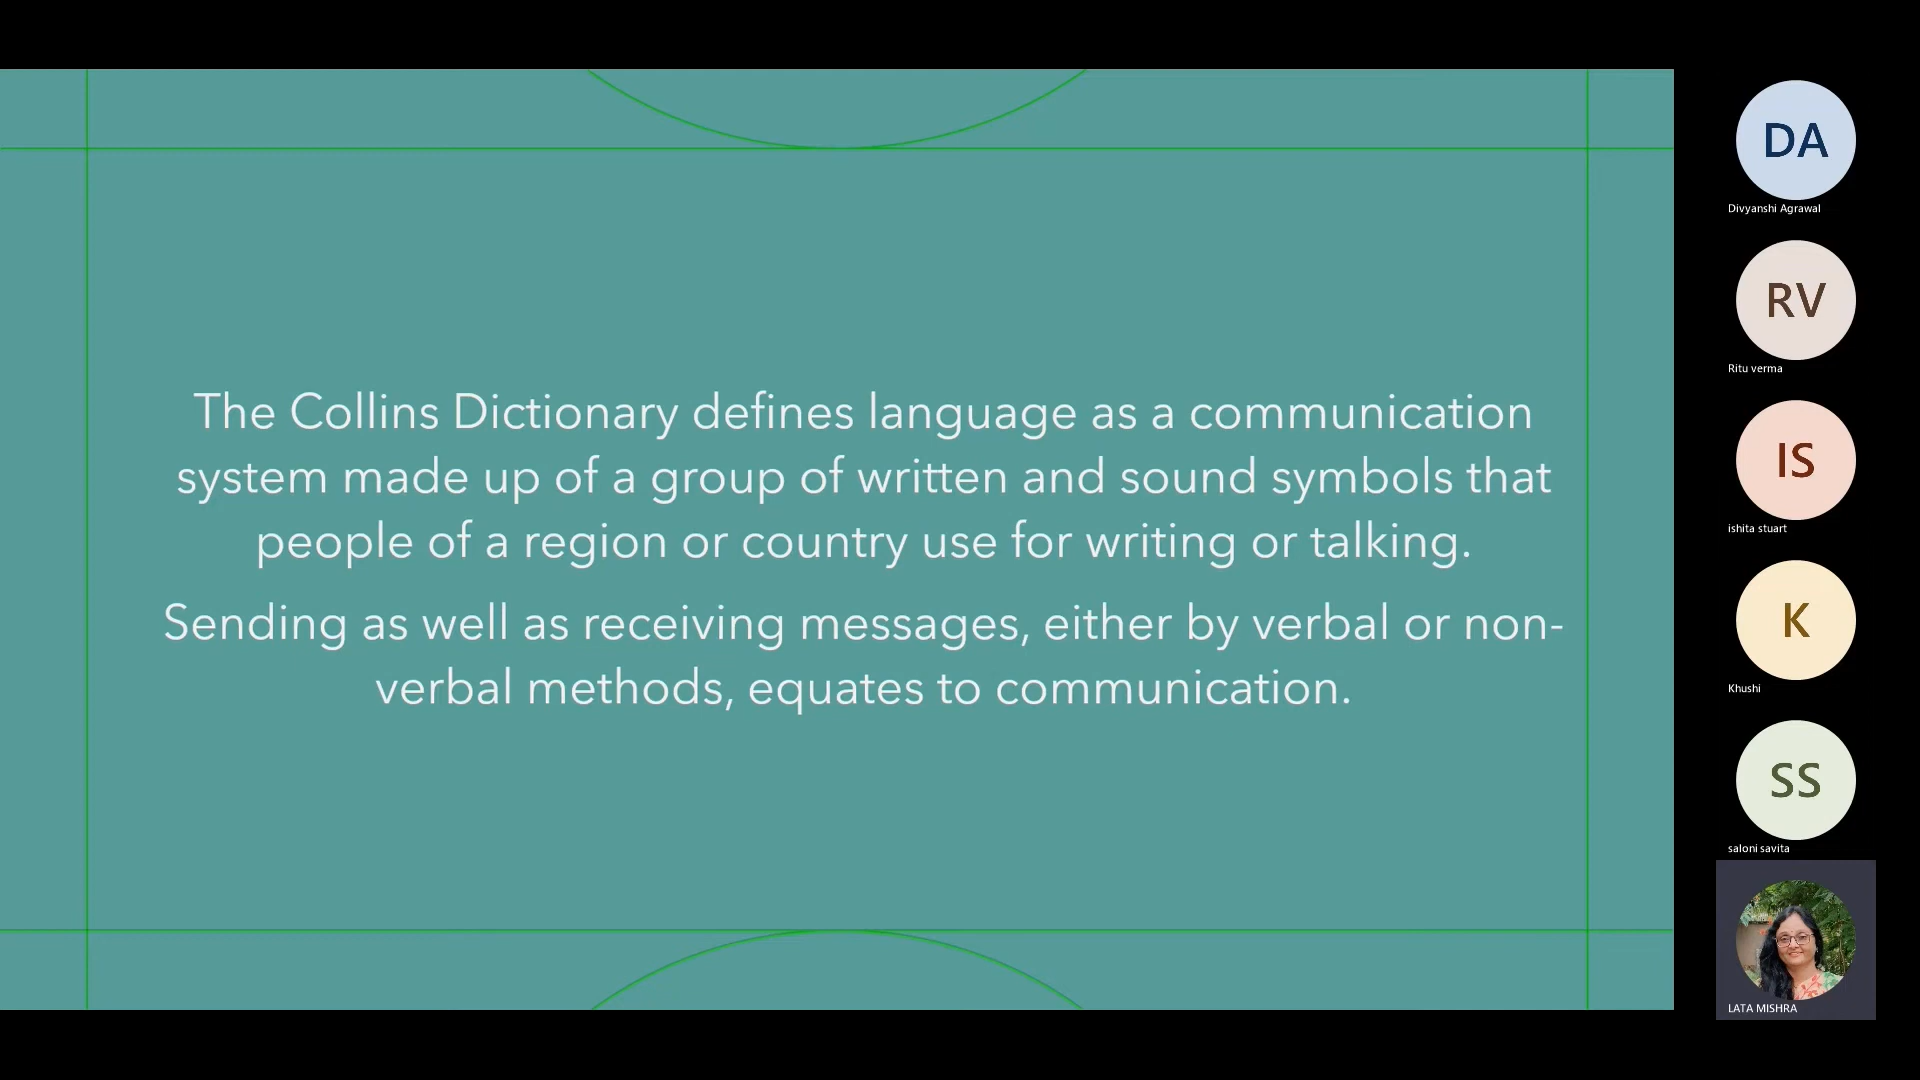 The Collins Dictionary defines language as a communication
system made up of a group of written and sound symbols that
people of a region or country use for writing or talking.
Sending as well as receiving messages, either by verbal or non-
verbal methods, equates to communication.
DA
Divyanshi Agrawal
RV
Ritu verma
IS
ishita stuart
K
Khushi
SS
saloni savita
LATA MISHRA